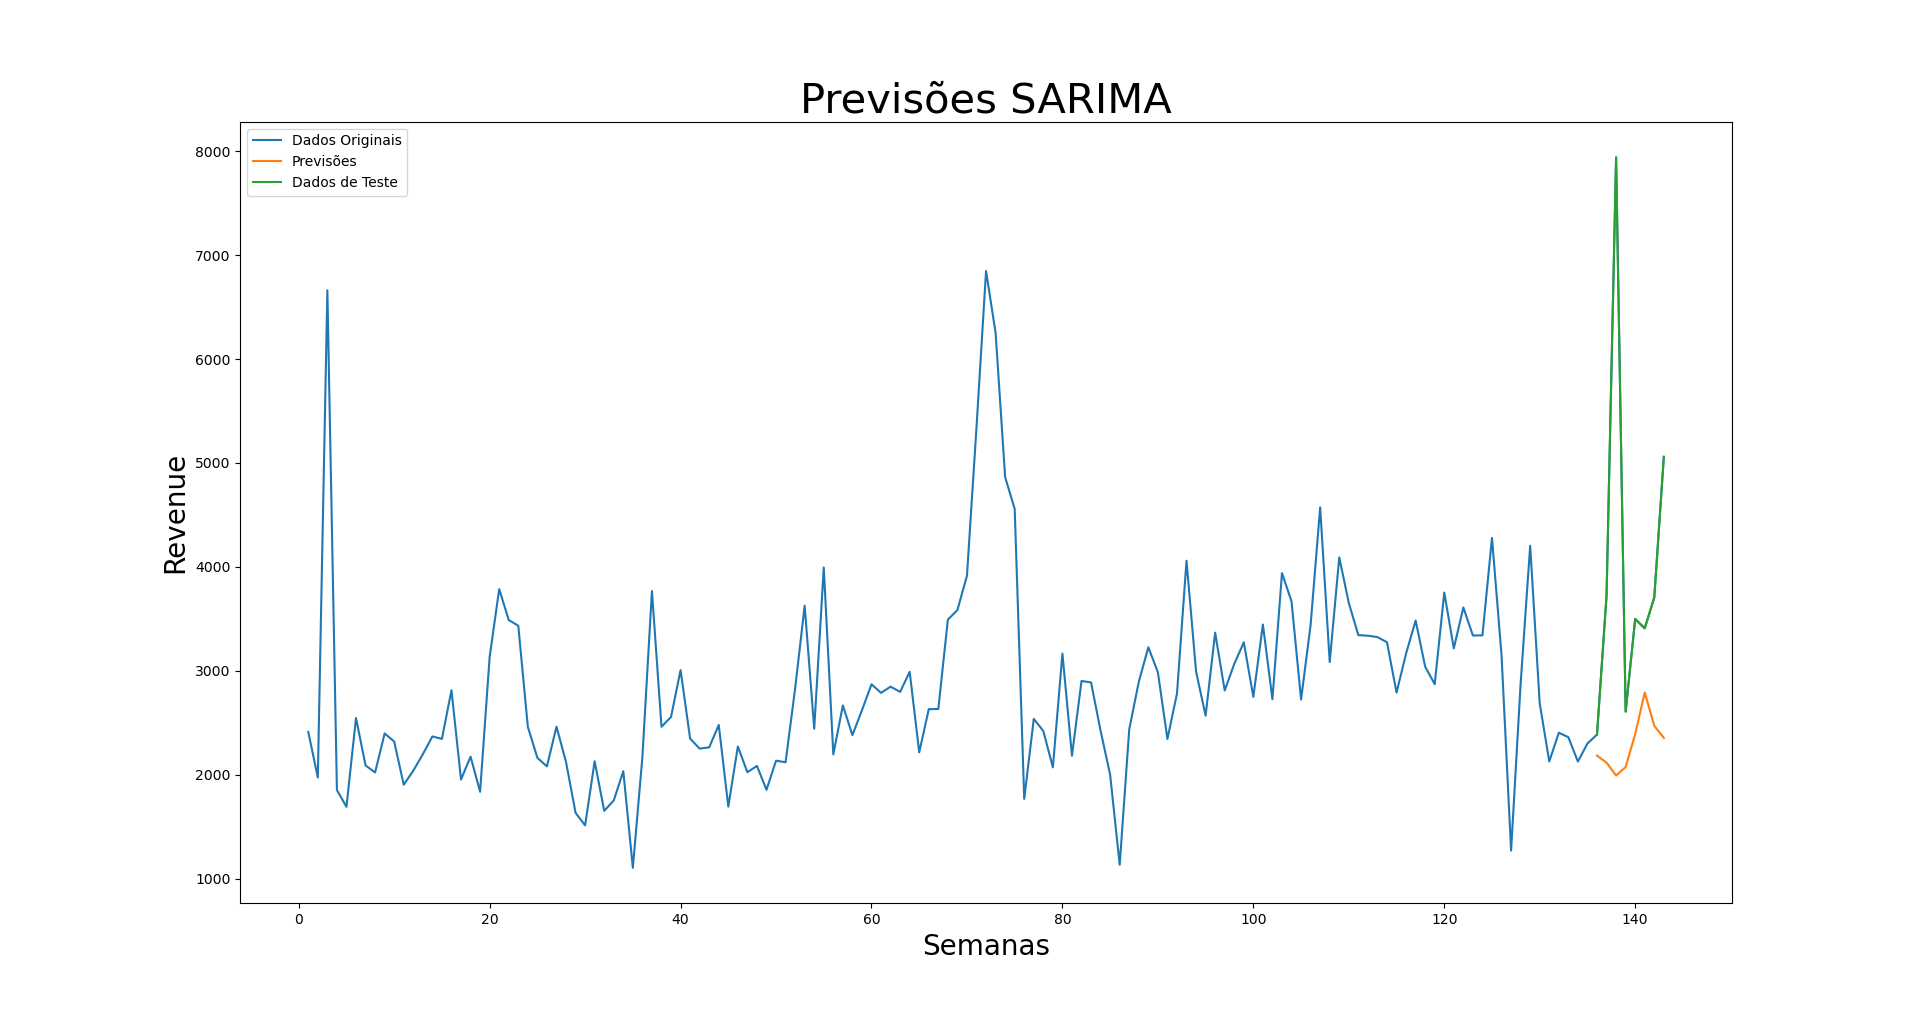 Previsões SARIMA
Dados Originais
Previsões
Dados de Teste
8000
7000
6000
5000
4000
3000
2000
1000
Revenue
0 20 40 60 80 100 120 140
Semanas